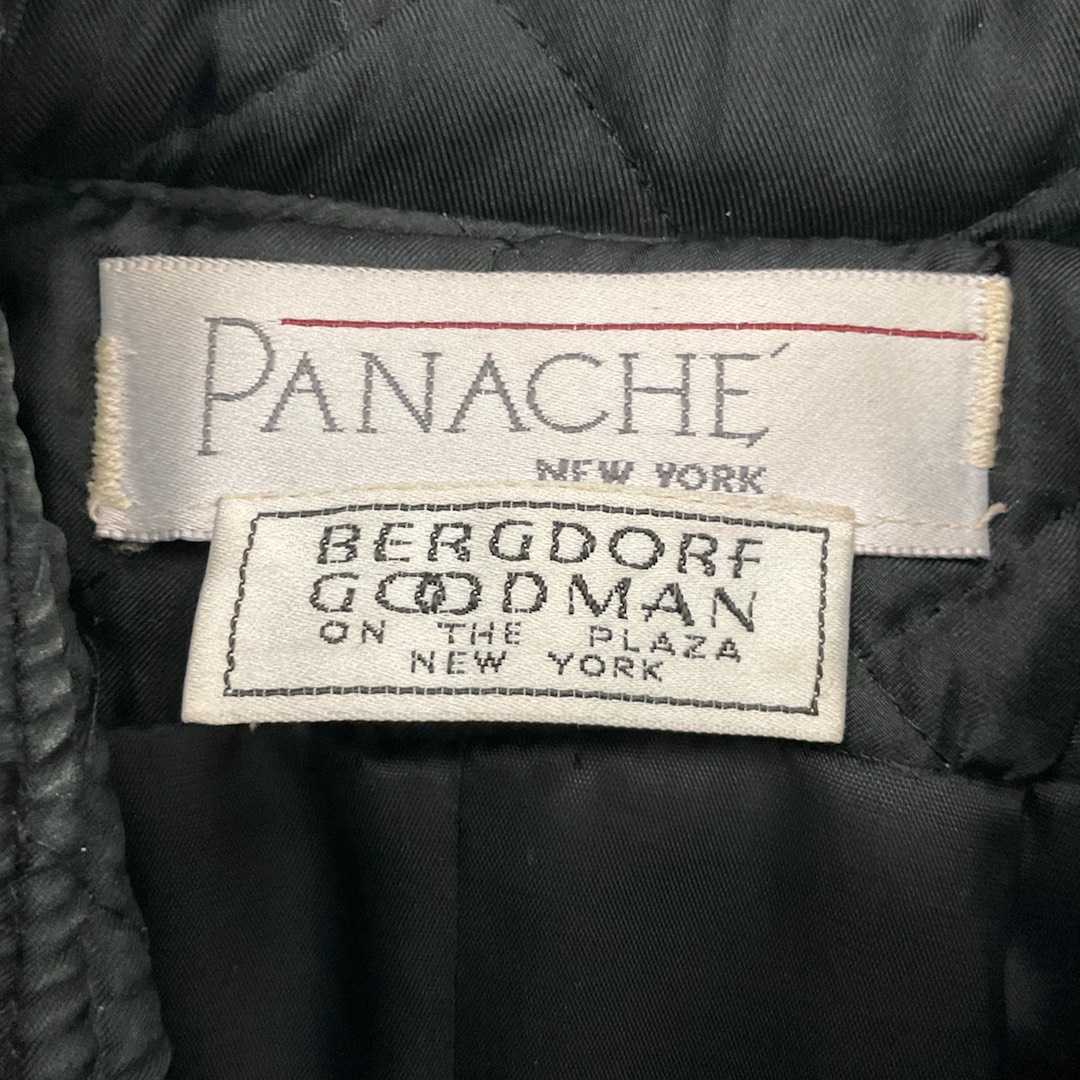 PANACHÉ
NEW YORK
BERGDORF
GOODMAN
ON THE PLAZA
NEW YORK